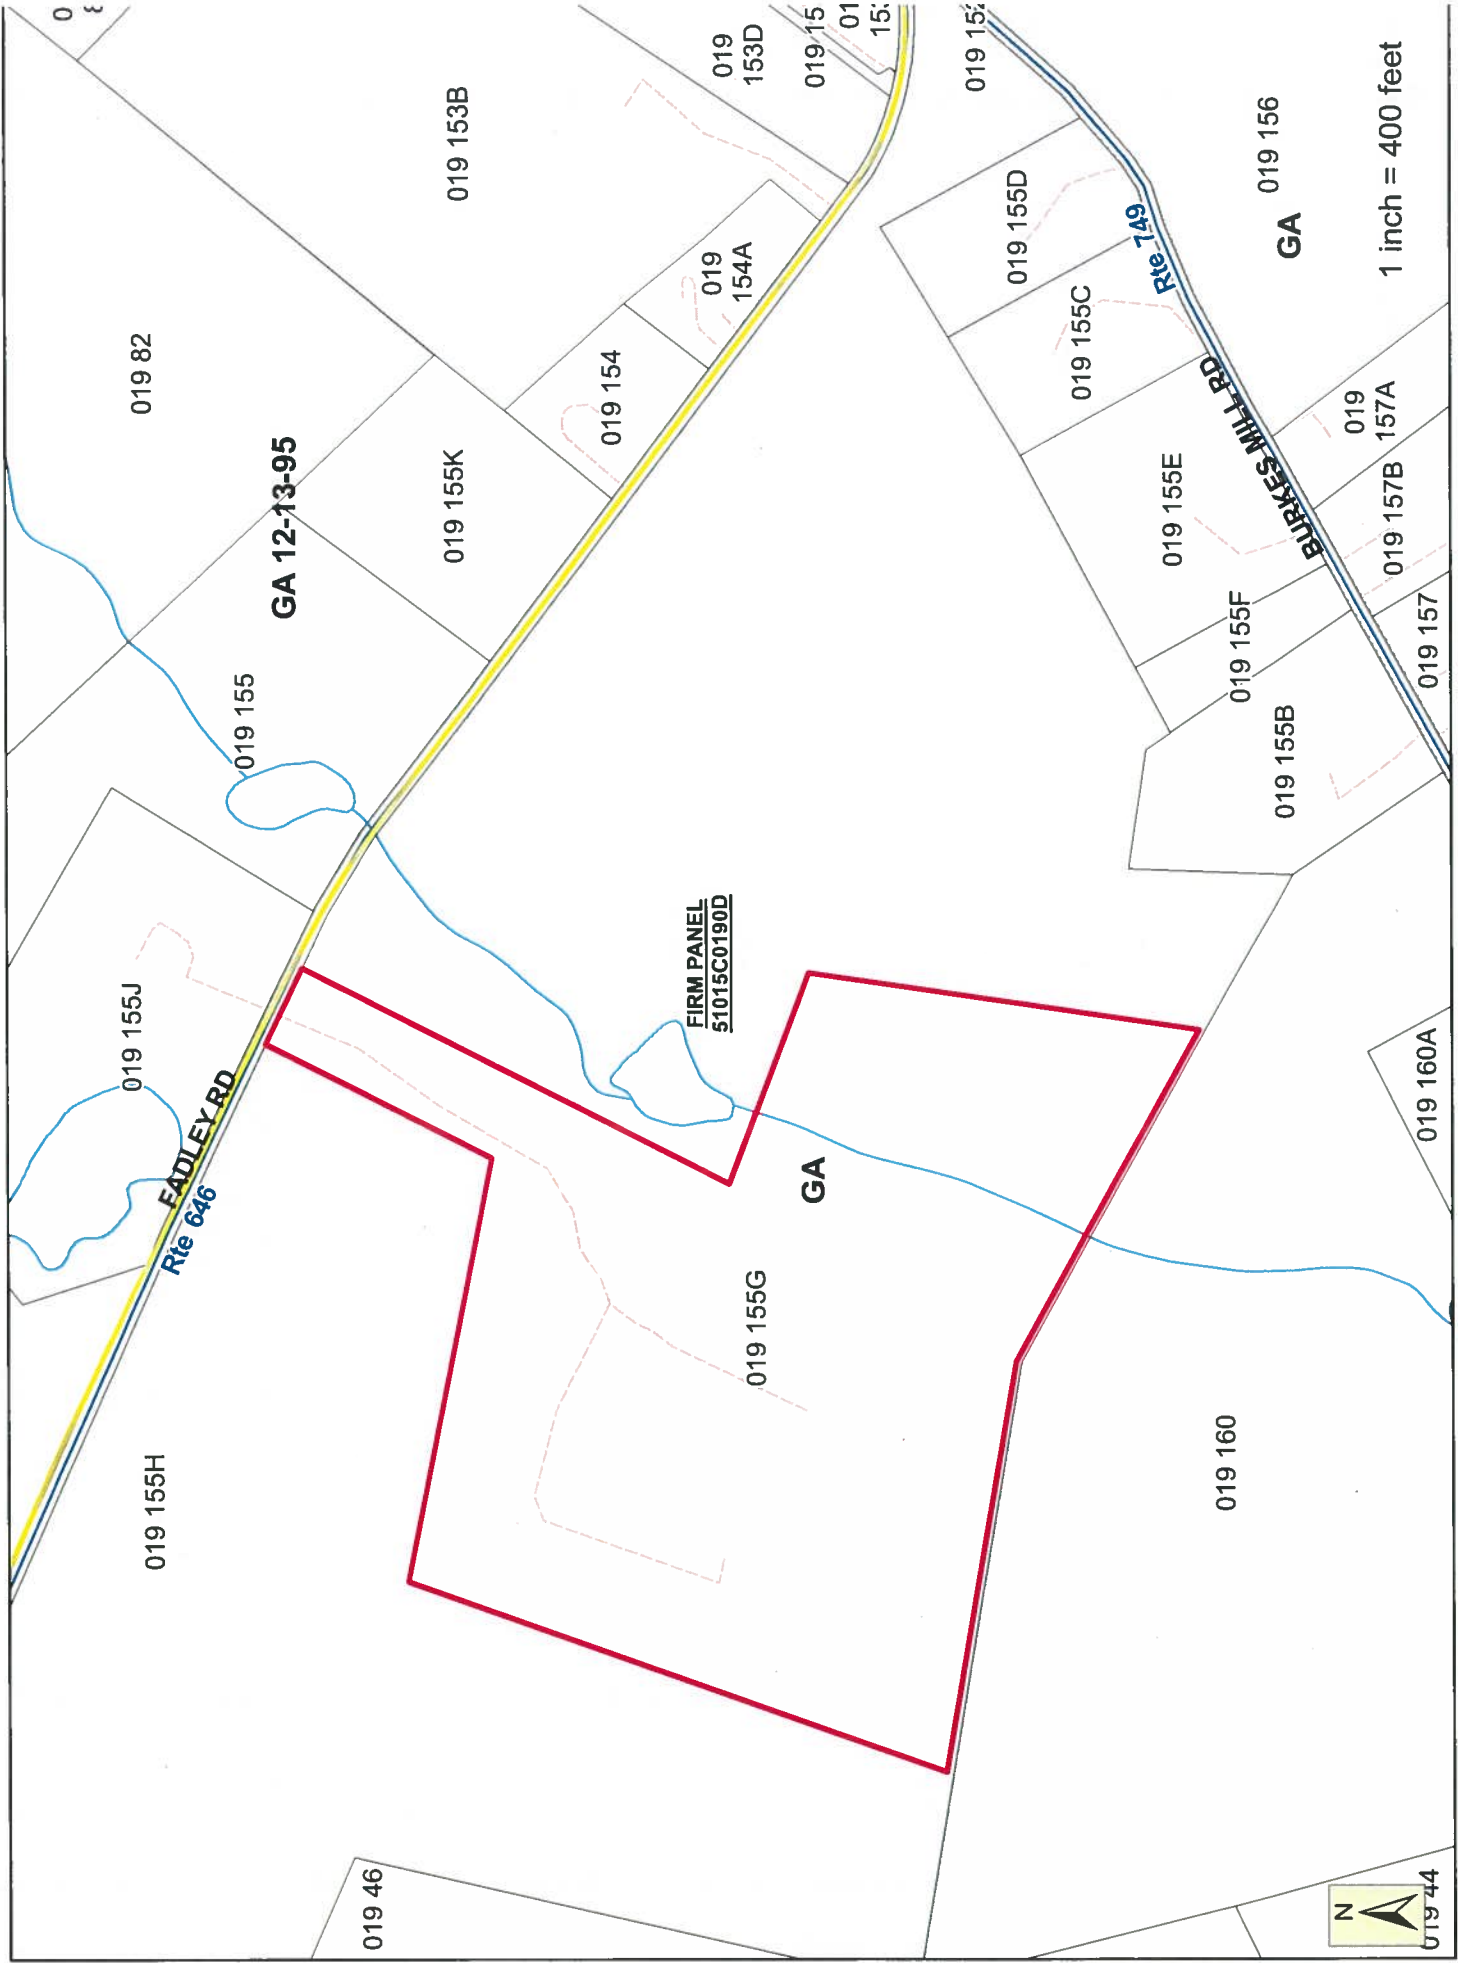 019 82
GA 12-13-95
019 153B
019
153D
019 155
019 155K
019 154
019
154A
019 155J
FADLEY RD
Rte 646
019 155H
FIRM PANEL
51015C0190D
GA
019 155G
019 155D
019 155C
019 155E
019 155F
019 155B
Rte 749
BURKES MILL RD
019 156
GA
019
157A
019 157B
019 157
019 160A
019 160
019 46
019 44
N
1 inch = 400 feet